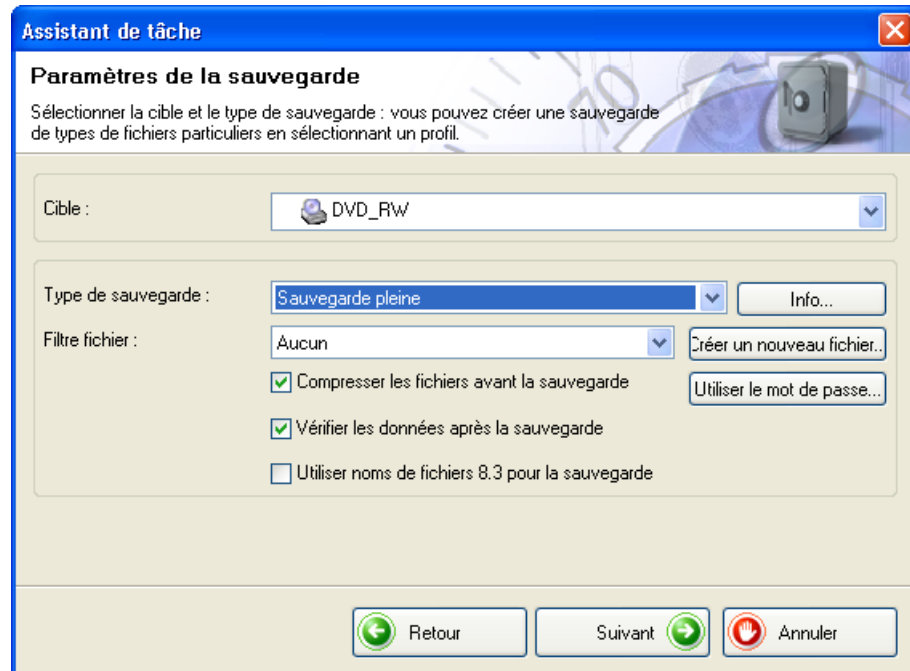 Assistant de tâche
Paramètres de la sauvegarde
Sélectionner la cible et le type de sauvegarde : vous pouvez créer une sauvegarde
de types de fichiers particuliers en sélectionnant un profil.
70
Cible :
DVD_RW
Type de sauvegarde :
Sauvegarde pleine
Info...
Filtre fichier :
Aucun
Créer un nouveau fichier..
Compresser les fichiers avant la sauvegarde
Utiliser le mot de passe...
Vérifier les données après la sauvegarde
Utiliser noms de fichiers 8.3 pour la sauvegarde
Retour
Suivant
Annuler